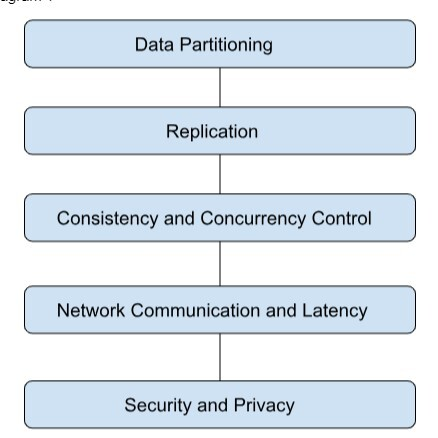 Data Partitioning
Replication
Consistency and Concurrency Control
Network Communication and Latency
Security and Privacy